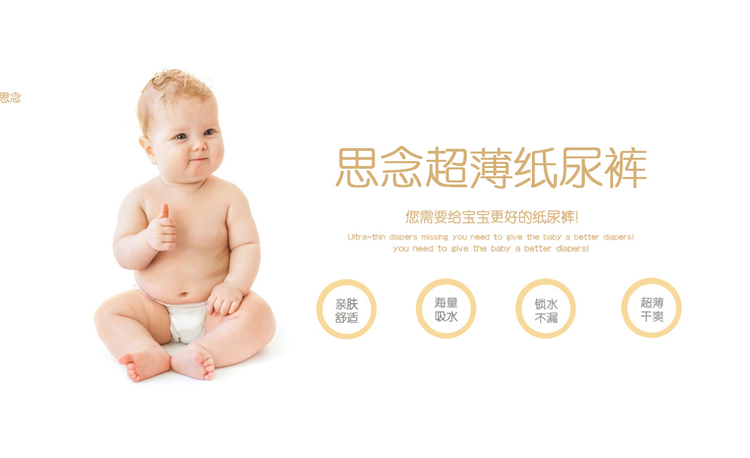 思念
思念超薄纸尿裤
您需要给宝宝更好的纸尿裤!
Ultra-thin diapers missing you need to give the baby a better diapers!
you need to give the baby a better diapers!
亲肤
舒适
海量
吸水
锁水
不漏
超薄
干爽